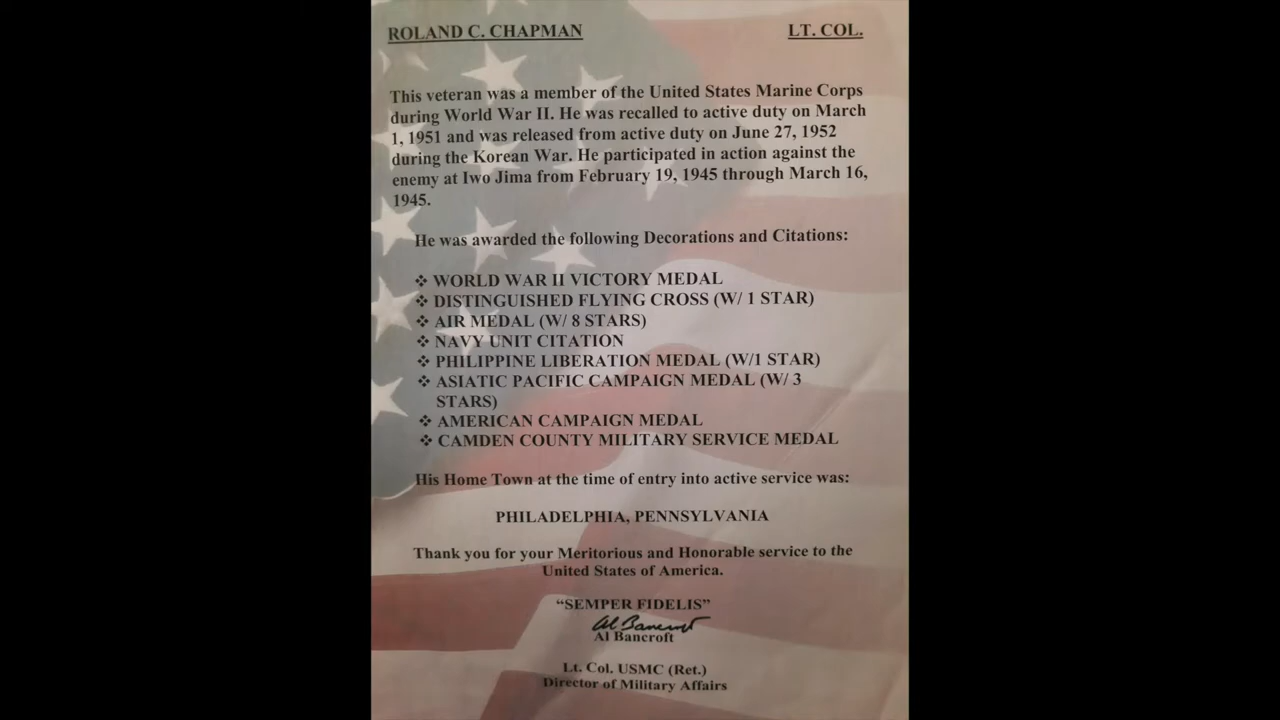 ROLAND C. CHAPMAN LT. COL.
This veteran was a member of the United States Marine Corps
during World War II. He was recalled to active duty on March
1, 1951 and was released from active duty on June 27, 1952
during the Korean War. He participated in action against the
enemy at Iwo Jima from February 19, 1945 through March 16,
1945.
He was awarded the following Decorations and Citations:
❖ WORLD WAR II VICTORY MEDAL
❖ DISTINGUISHED FLYING CROSS (W/ 1 STAR)
❖ AIR MEDAL (W/ 8 STARS)
❖ NAVY UNIT CITATION
❖ PHILIPPINE LIBERATION MEDAL (W/1 STAR)
❖ ASIATIC PACIFIC CAMPAIGN MEDAL (W/ 3
STARS)
❖ AMERICAN CAMPAIGN MEDAL
❖ CAMDEN COUNTY MILITARY SERVICE MEDAL
His Home Town at the time of entry into active service was:
PHILADELPHIA, PENNSYLVANIA
Thank you for your Meritorious and Honorable service to the
United States of America.
“SEMPER FIDELIS”
Al Bancroft
Al Bancroft
Lt. Col. USMC (Ret.)
Director of Military Affairs